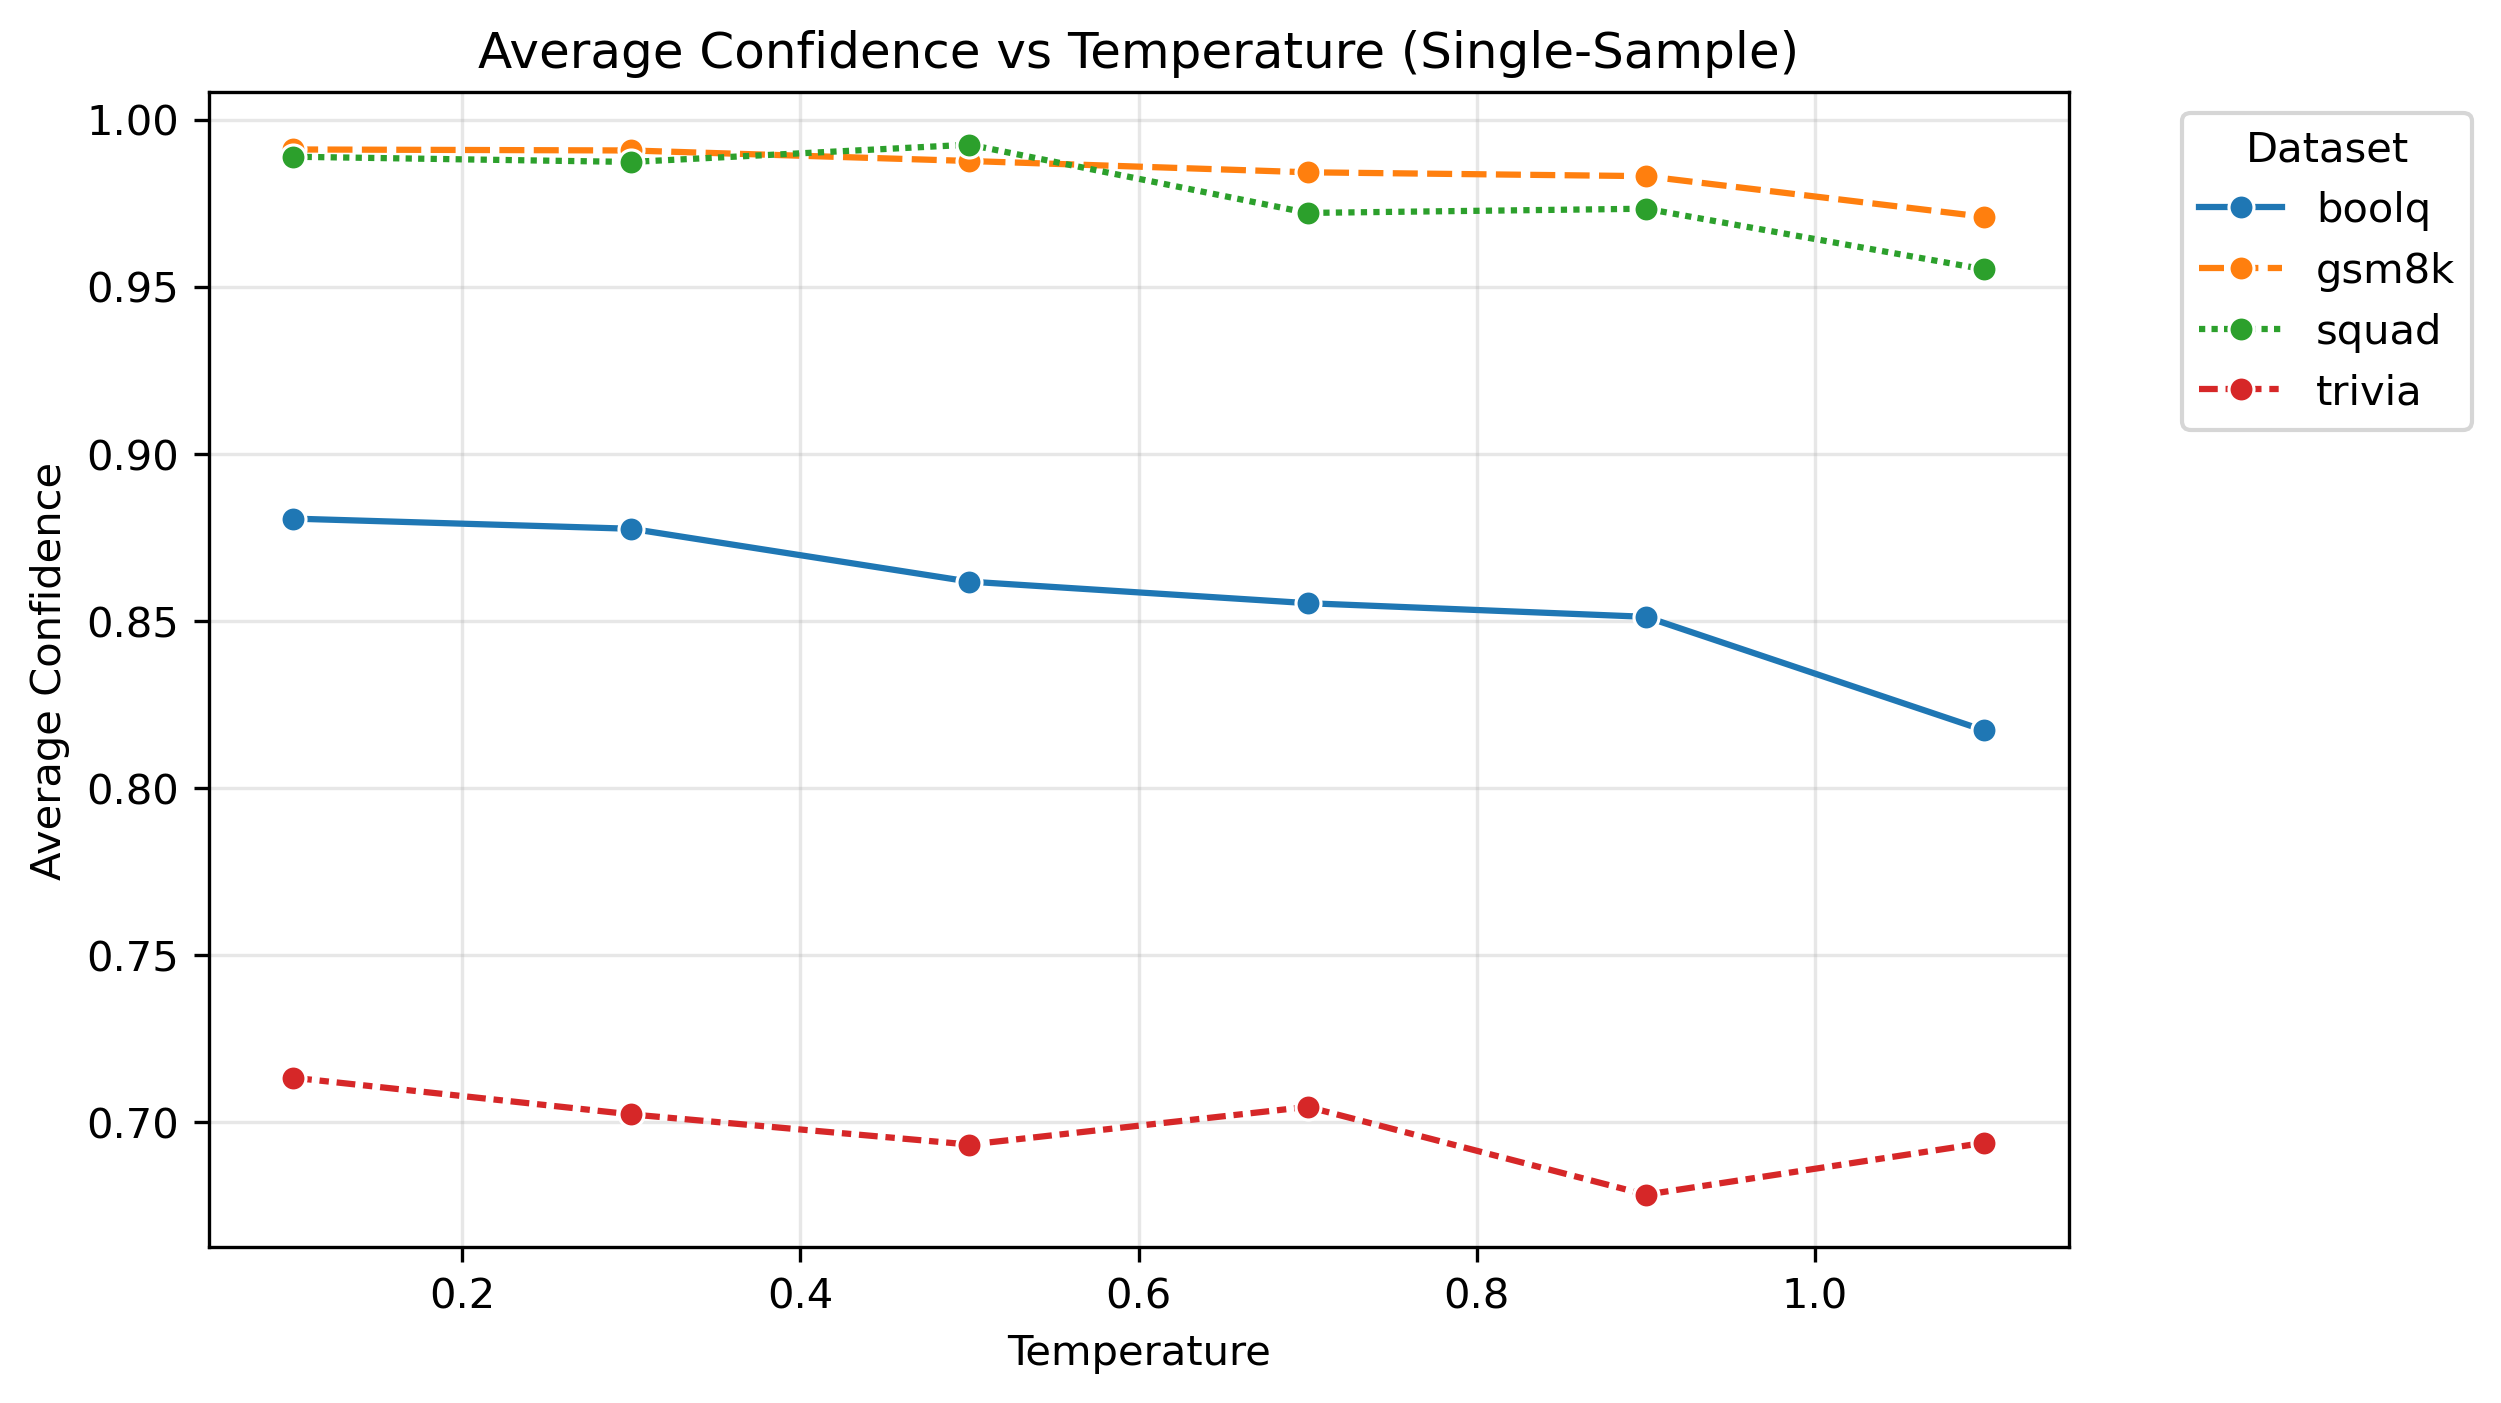 Average Confidence vs Temperature (Single-Sample)
Average Confidence
1.00
0.95
0.90
0.85
0.80
0.75
0.70
0.2
0.4
0.6
0.8
1.0
Temperature
Dataset
boolq
gsm8k
squad
trivia